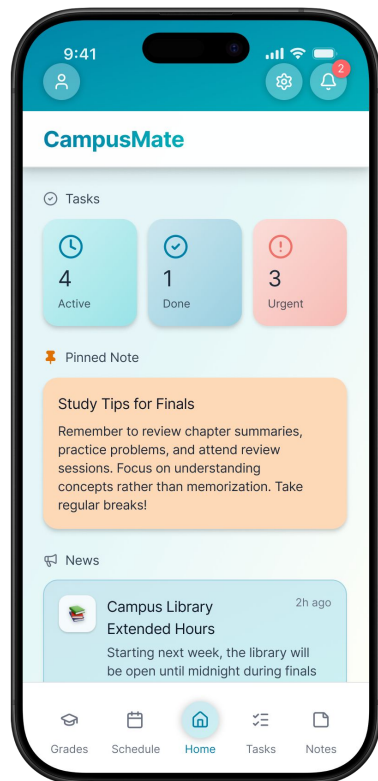 9:41
2
CampusMate
Tasks
4
Active
1
Done
3
Urgent
Pinned Note
Study Tips for Finals
Remember to review chapter summaries,
practice problems, and attend review
sessions. Focus on understanding
concepts rather than memorization. Take
regular breaks!
News
Campus Library
2h ago
Extended Hours
Starting next week, the library will
be open until midnight during finals
Grades
Schedule
Home
Tasks
Notes